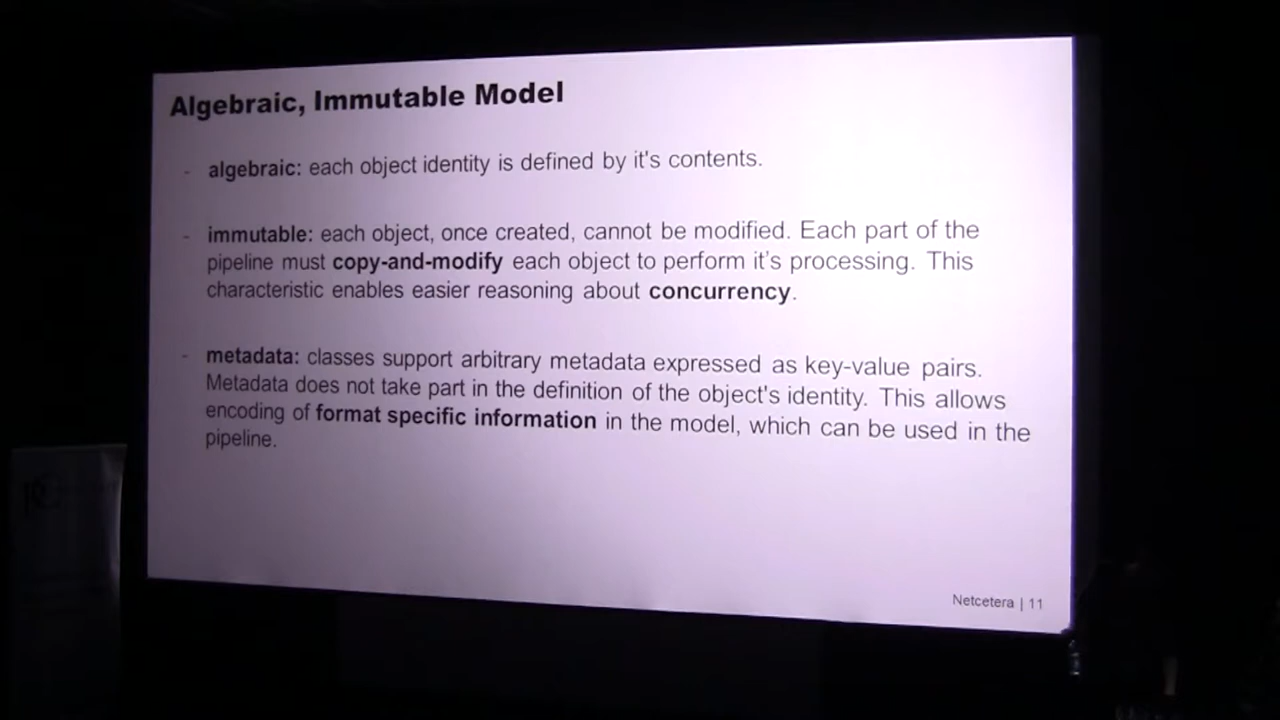 Algebraic, Immutable Model
- algebraic: each object identity is defined by it's contents.
- immutable: each object, once created, cannot be modified. Each part of the
pipeline must copy-and-modify each object to perform it's processing. This
characteristic enables easier reasoning about concurrency.
- metadata: classes support arbitrary metadata expressed as key-value pairs.
Metadata does not take part in the definition of the object's identity. This allows
encoding of format specific information in the model, which can be used in the
pipeline.
Netcetera | 11